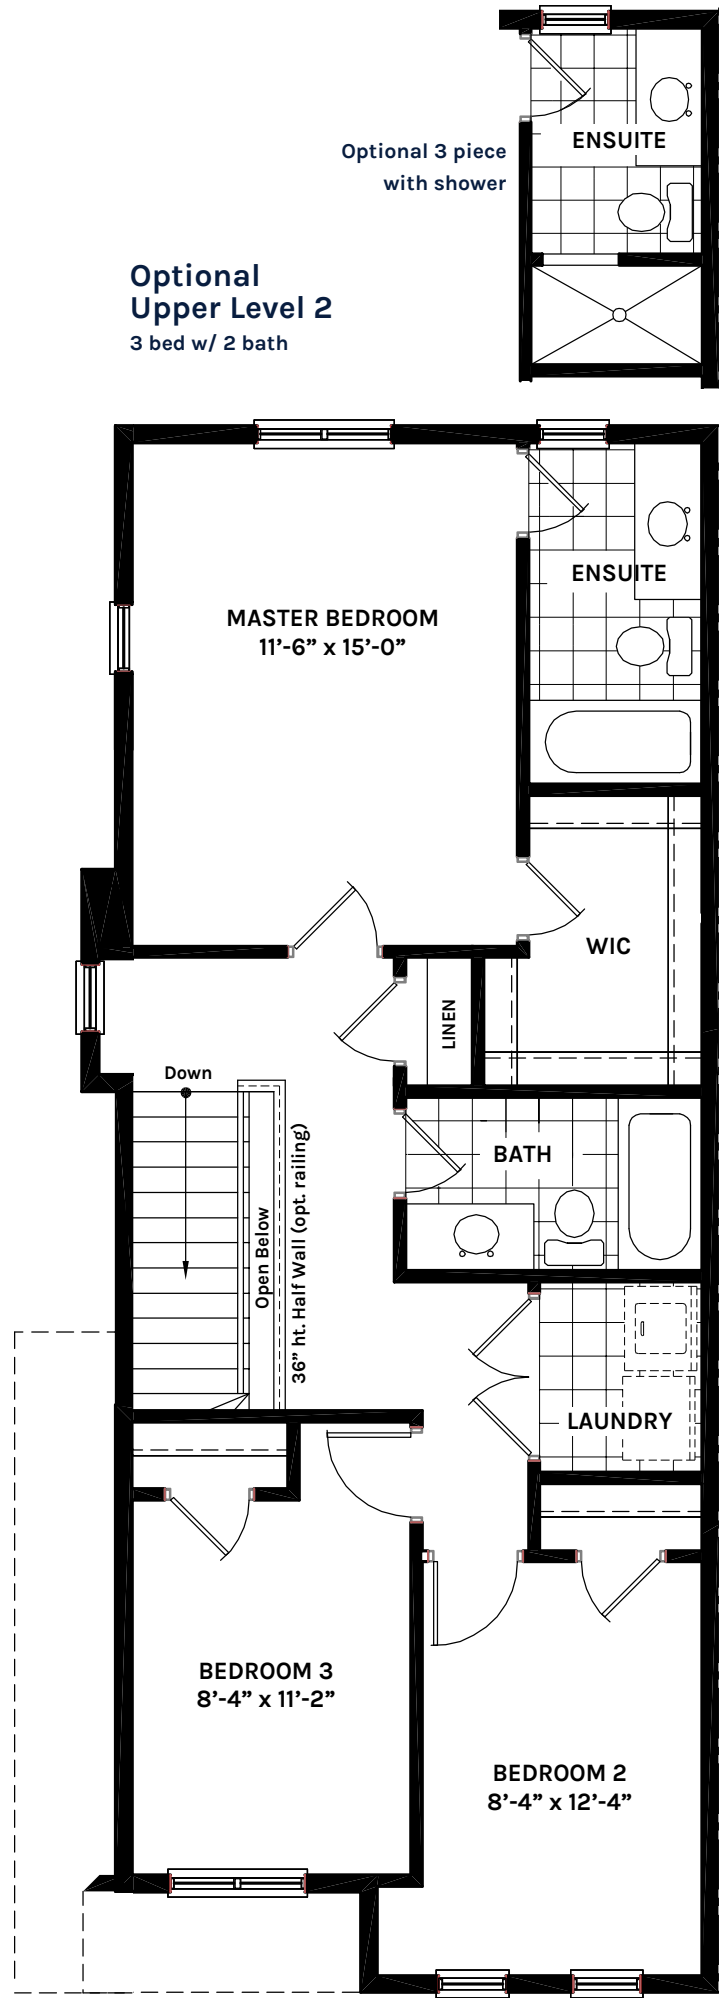 ENSUITE
Optional 3 piece
with shower
Optional
Upper Level 2
3 bed w/ 2 bath
ENSUITE
MASTER BEDROOM
11’-6” x 15’-0”
WIC
LINEN
Down
BATH
Open Below
36” ht. Half Wall (opt. railing)
LAUNDRY
BEDROOM 3
8’-4” x 11’-2”
BEDROOM 2
8’-4” x 12’-4”